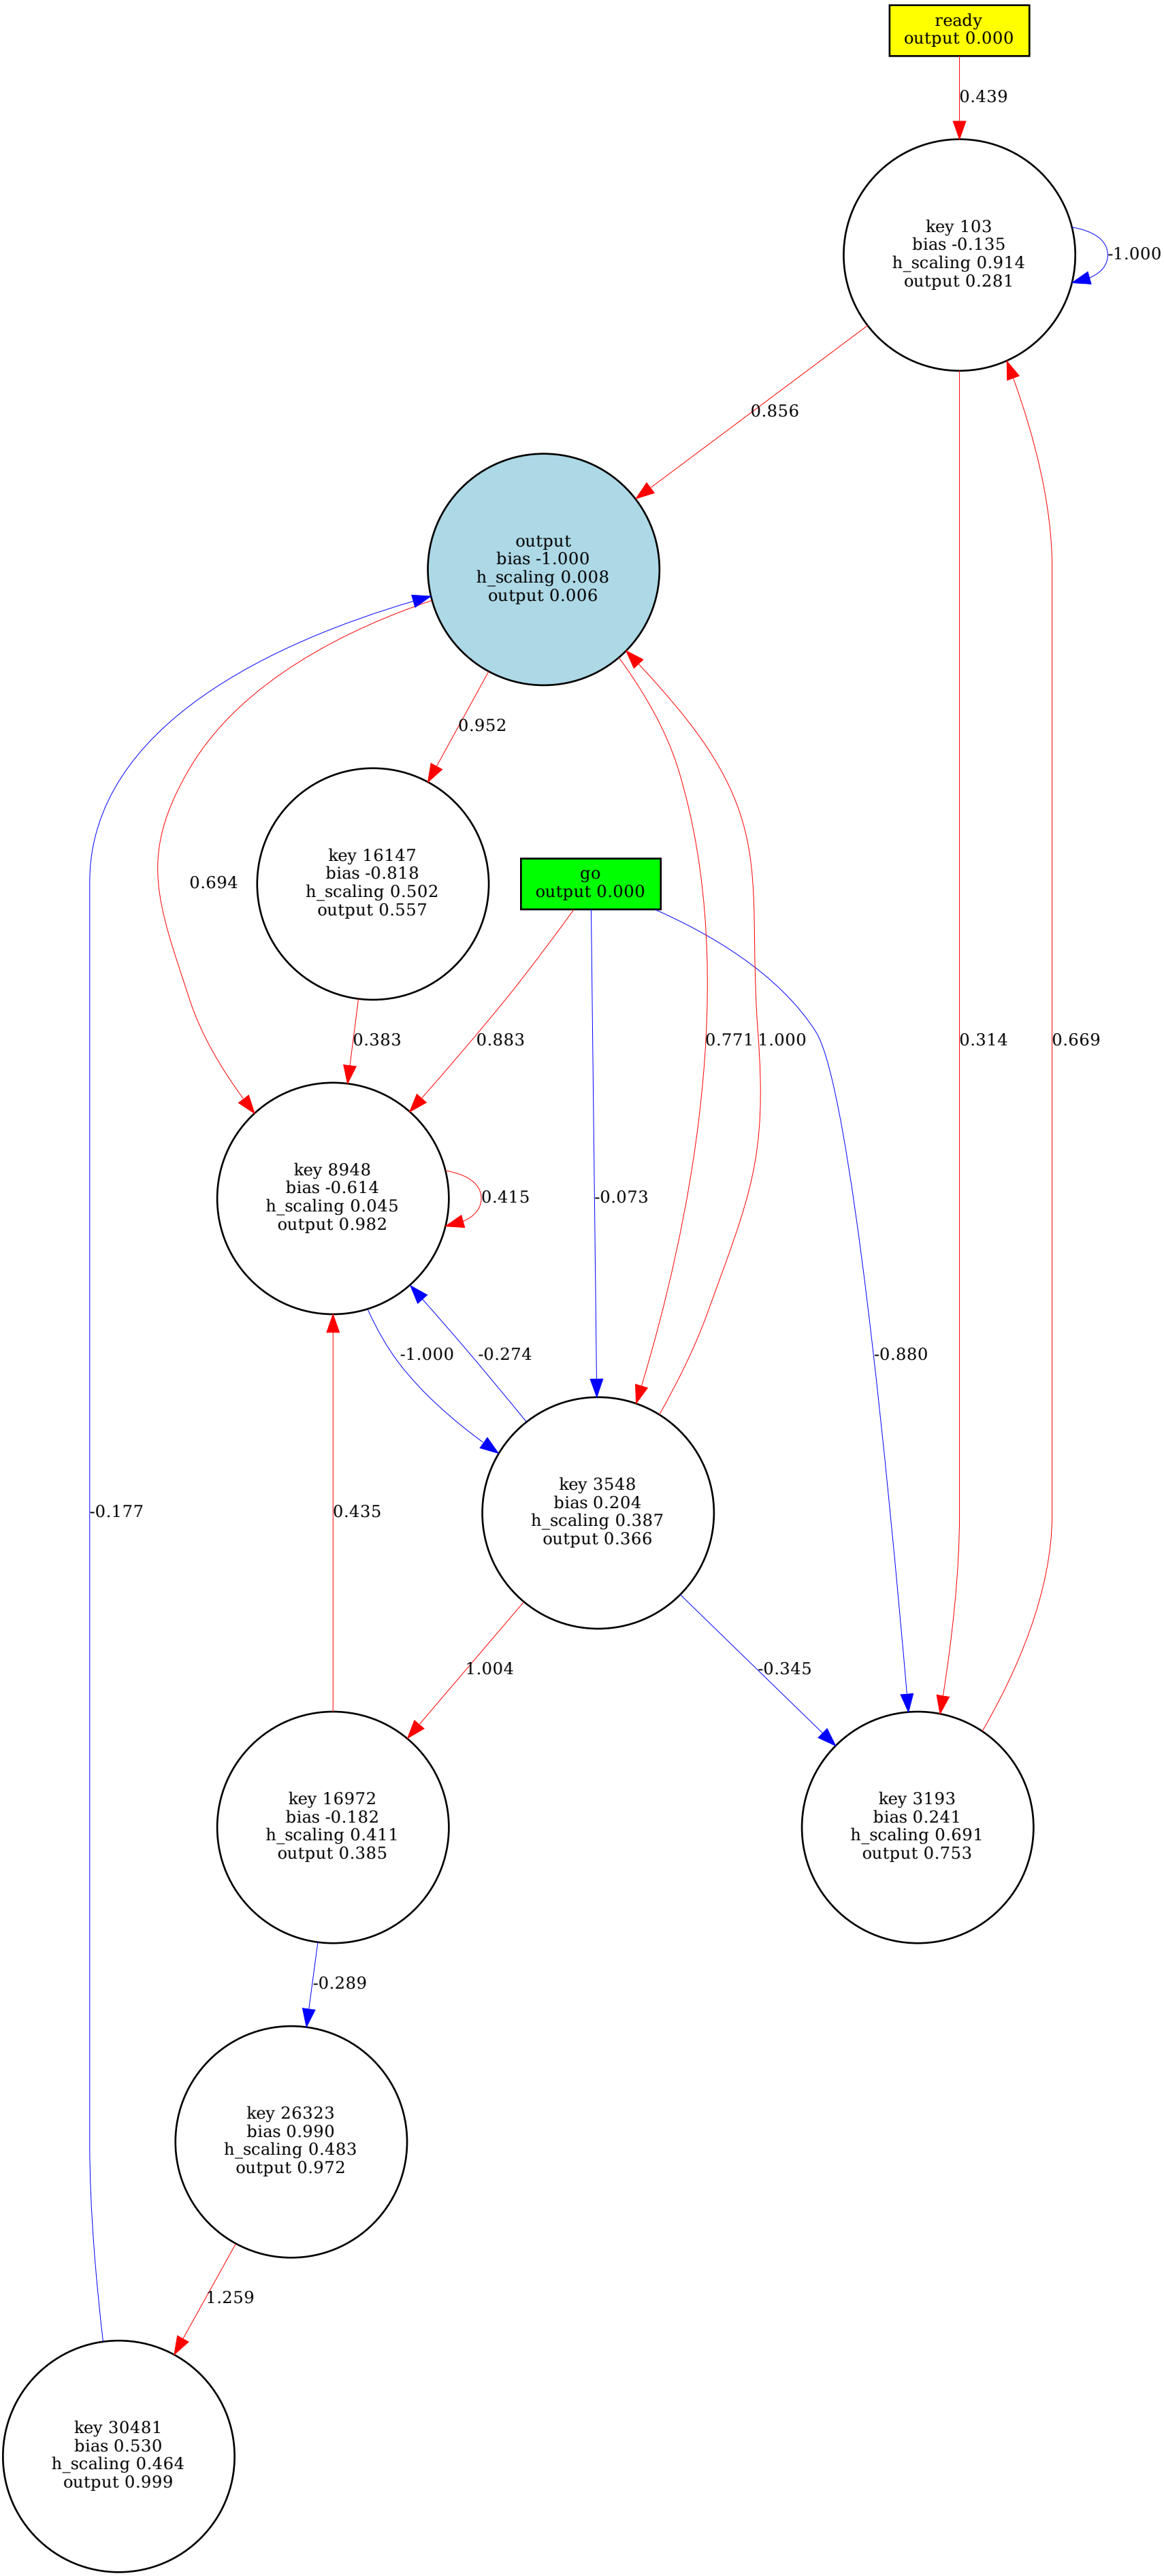 ready
output 0.000
0.439
key 103
bias -0.135
h_scaling 0.914
output 0.281
-1.000
0.856
output
bias -1.000
h_scaling 0.008
output 0.006
0.952
key 16147
bias -0.818
h_scaling 0.502
output 0.557
go
output 0.000
0.694
0.383
0.883
0.771
1.000
0.314
0.669
key 8948
bias -0.614
h_scaling 0.045
output 0.982
0.415
-0.073
-1.000
-0.274
-0.880
key 3548
bias 0.204
h_scaling 0.387
output 0.366
-0.177
0.435
1.004
-0.345
key 16972
bias -0.182
h_scaling 0.411
output 0.385
key 3193
bias 0.241
h_scaling 0.691
output 0.753
-0.289
key 26323
bias 0.990
h_scaling 0.483
output 0.972
1.259
key 30481
bias 0.530
h_scaling 0.464
output 0.999